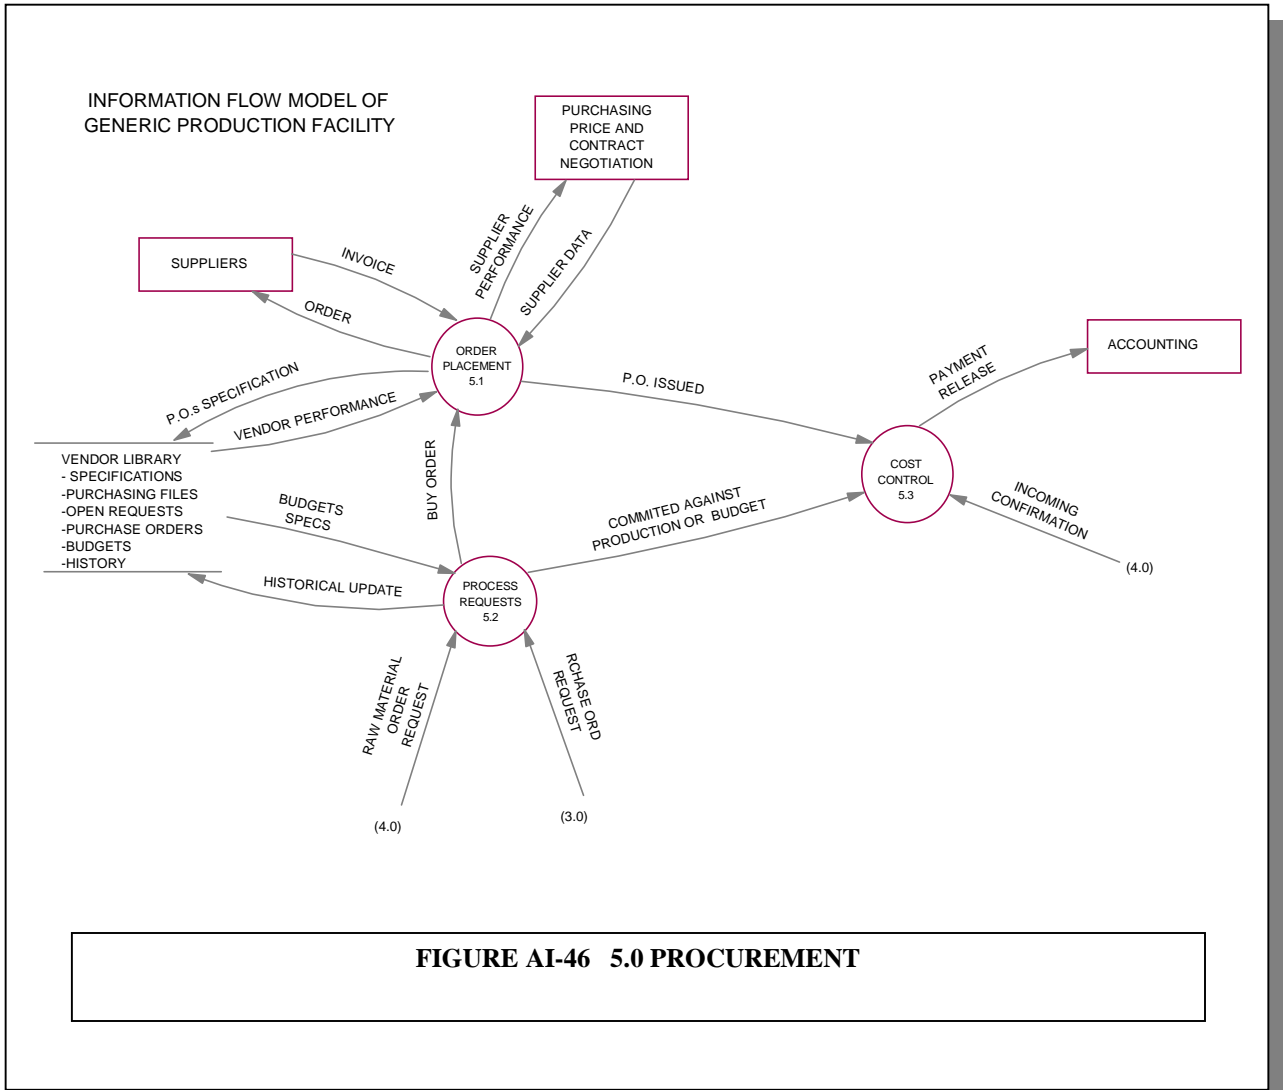 INFORMATION FLOW MODEL OF
GENERIC PRODUCTION FACILITY
PURCHASING
PRICE AND
CONTRACT
NEGOTIATION
SUPPLIERS
INVOICE
ORDER
SUPPLIER
PERFORMANCE
SUPPLIER DATA
ORDER
PLACEMENT
5.1
P.O.s SPECIFICATION
VENDOR PERFORMANCE
P.O. ISSUED
PAYMENT
RELEASE
ACCOUNTING
VENDOR LIBRARY
- SPECIFICATIONS
-PURCHASING FILES
-OPEN REQUESTS
-PURCHASE ORDERS
-BUDGETS
-HISTORY
BUDGETS
SPECS
BUY ORDER
COMMITED AGAINST
PRODUCTION OR BUDGET
COST
CONTROL
5.3
INCOMING
CONFIRMATION
(4.0)
HISTORICAL UPDATE
PROCESS
REQUESTS
5.2
RAW MATERIAL
ORDER
REQUEST
RCHASE ORD
REQUEST
(4.0)
(3.0)
FIGURE AI-46 5.0 PROCUREMENT